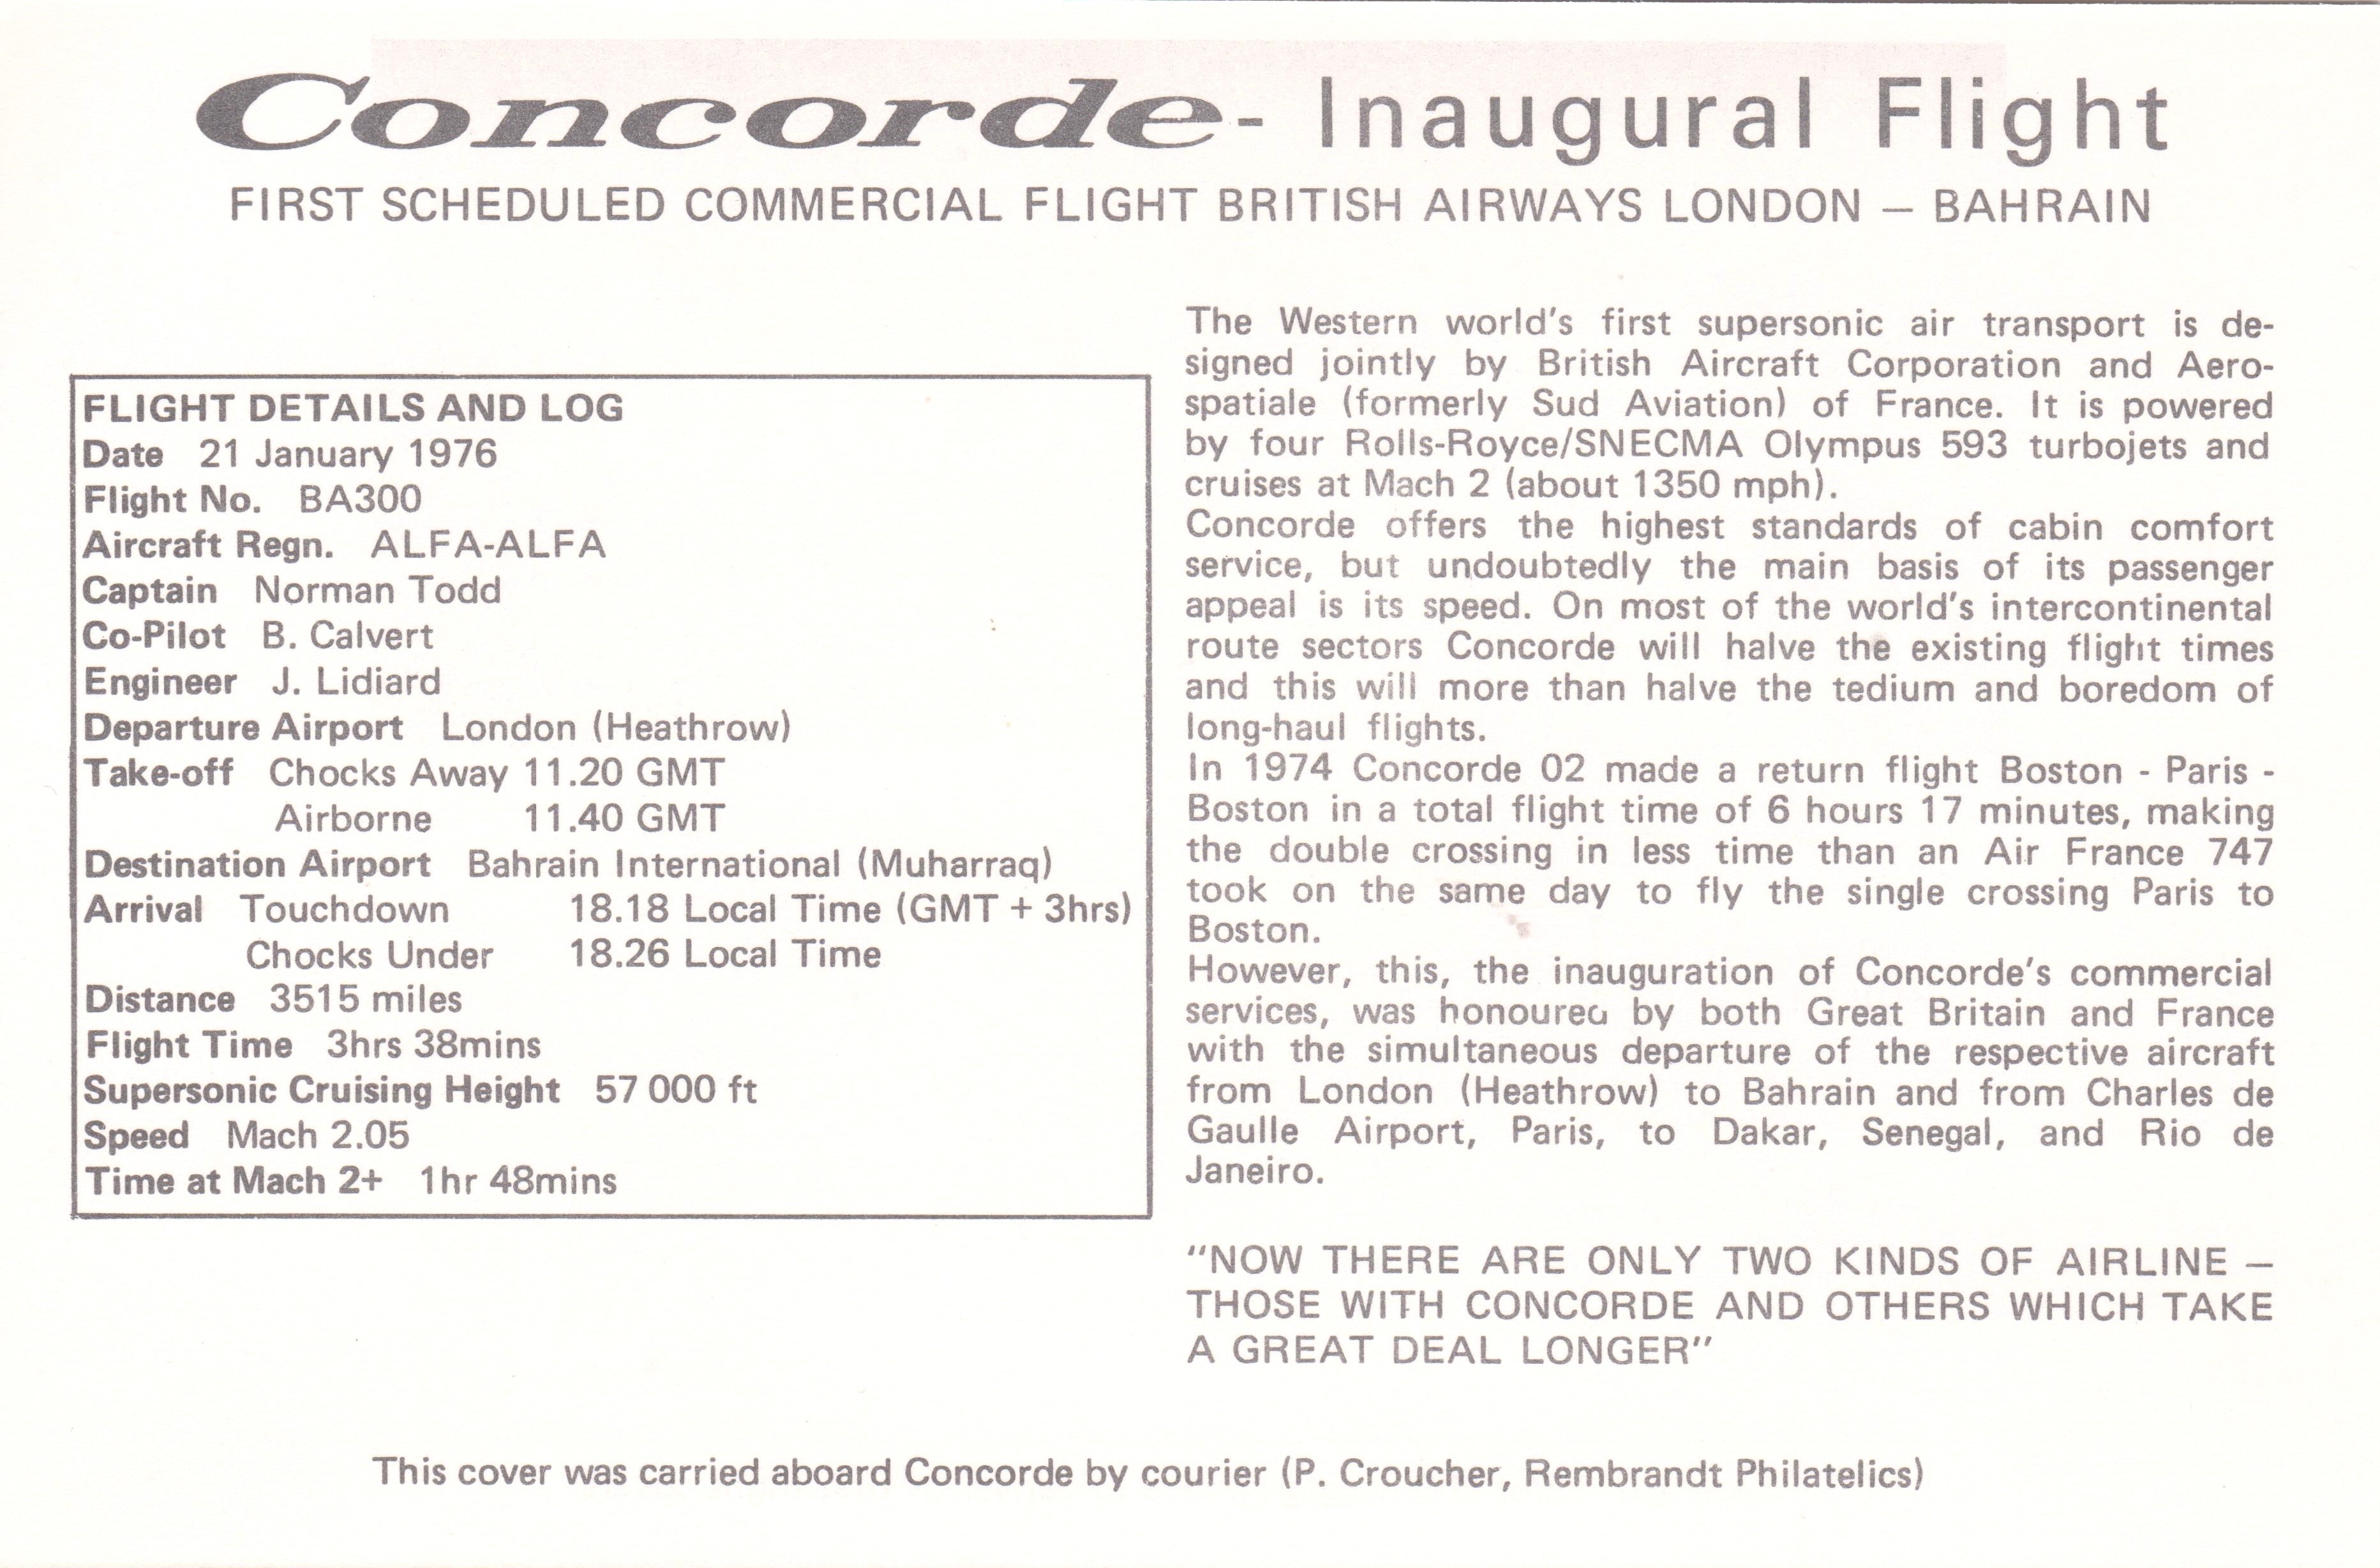 Concorde - Inaugural Flight
FIRST SCHEDULED COMMERCIAL FLIGHT BRITISH AIRWAYS LONDON – BAHRAIN
FLIGHT DETAILS AND LOG
Date 21 January 1976
Flight No. BA300
Aircraft Regn. ALFA-ALFA
Captain Norman Todd
Co-Pilot B. Calvert
Engineer J. Lidiard
Departure Airport London (Heathrow)
Take-off Chocks Away 11.20 GMT
Airborne 11.40 GMT
Destination Airport Bahrain International (Muharraq)
Arrival Touchdown 18.18 Local Time (GMT + 3hrs)
Chocks Under 18.26 Local Time
Distance 3515 miles
Flight Time 3hrs 38mins
Supersonic Cruising Height 57 000 ft
Speed Mach 2.05
Time at Mach 2+ 1hr 48mins
The Western world's first supersonic air transport is de-
signed jointly by British Aircraft Corporation and Aero-
spatiale (formerly Sud Aviation) of France. It is powered
by four Rolls-Royce/SNECMA Olympus 593 turbojets and
cruises at Mach 2 (about 1350 mph).
Concorde offers the highest standards of cabin comfort
service, but undoubtedly the main basis of its passenger
appeal is its speed. On most of the world's intercontinental
route sectors Concorde will halve the existing flight times
and this will more than halve the tedium and boredom of
long-haul flights.
In 1974 Concorde 02 made a return flight Boston - Paris -
Boston in a total flight time of 6 hours 17 minutes, making
the double crossing in less time than an Air France 747
took on the same day to fly the single crossing Paris to
Boston.
However, this, the inauguration of Concorde's commercial
services, was honoured by both Great Britain and France
with the simultaneous departure of the respective aircraft
from London (Heathrow) to Bahrain and from Charles de
Gaulle Airport, Paris, to Dakar, Senegal, and Rio de
Janeiro.
"NOW THERE ARE ONLY TWO KINDS OF AIRLINE –
THOSE WITH CONCORDE AND OTHERS WHICH TAKE
A GREAT DEAL LONGER"
This cover was carried aboard Concorde by courier (P. Croucher, Rembrandt Philatelics)